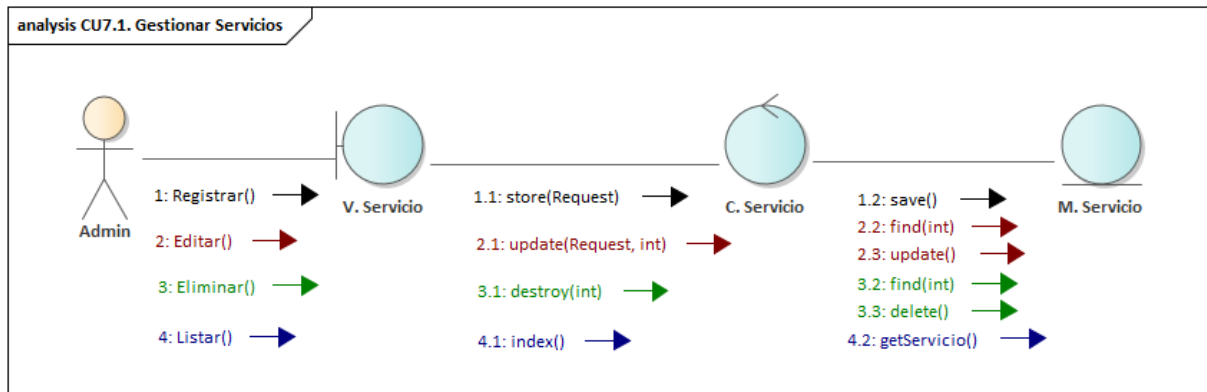 analysis CU7.1. Gestionar Servicios
Admin
V. Servicio
C. Servicio
M. Servicio
1: Registrar()
2: Editar()
3: Eliminar()
4: Listar()
1.1: store(Request)
2.1: update(Request, int)
3.1: destroy(int)
4.1: index()
1.2: save()
2.2: find(int)
2.3: update()
3.2: find(int)
3.3: delete()
4.2: getServicio()